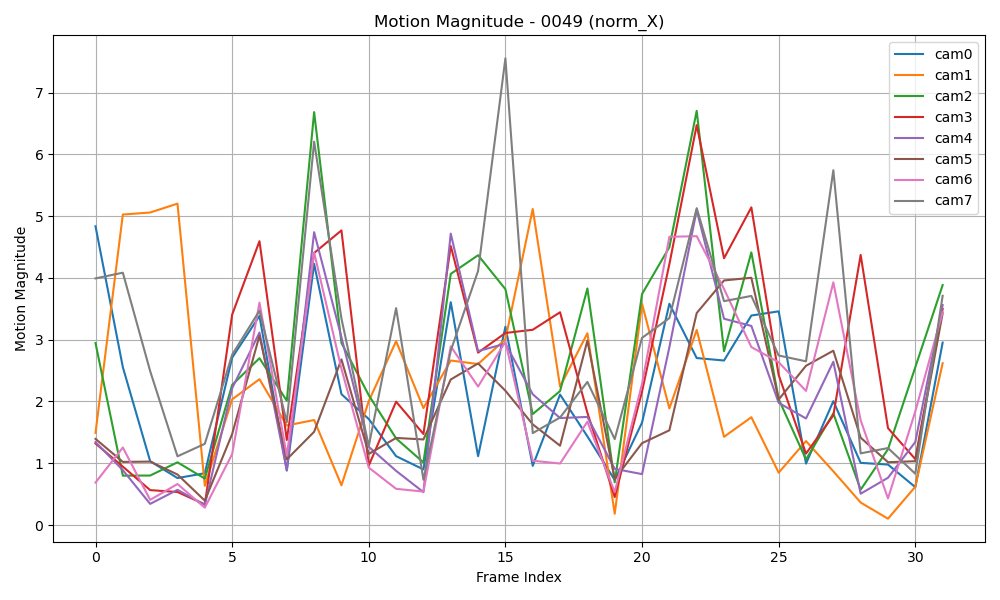 Motion Magnitude - 0049 (norm_X)
cam0
cam1
cam2
cam3
cam4
cam5
cam6
cam7
Motion Magnitude
7
6
5
4
3
2
1
0
0 5 10 15 20 25 30
Frame Index